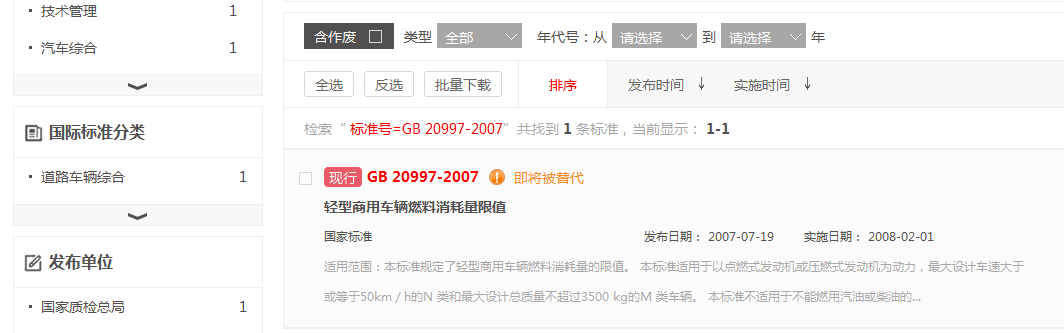 技术管理 1
汽车综合 1
国际标准分类
道路车辆综合 1
发布单位
国家质检总局 1
含作废 类型 全部 年代号：从 请选择 到 请选择 年
全选 反选 批量下载 排序 发布时间 ↓ 实施时间 ↓
检索“ 标准号=GB 20997-2007” 共找到 1 条标准，当前显示： 1-1
现行 GB 20997-2007 即将被替代
轻型商用车辆燃料消耗量限值
国家标准 发布日期： 2007-07-19 实施日期： 2008-02-01
适用范围：本标准规定了轻型商用车辆燃料消耗量的限值。 本标准适用于以点燃式发动机或压燃式发动机为动力，最大设计车速大于
或等于50km / h的N 类和最大设计总质量不超过3500 kg的M 类车辆。 本标准不适用于不能燃用汽油或柴油的...